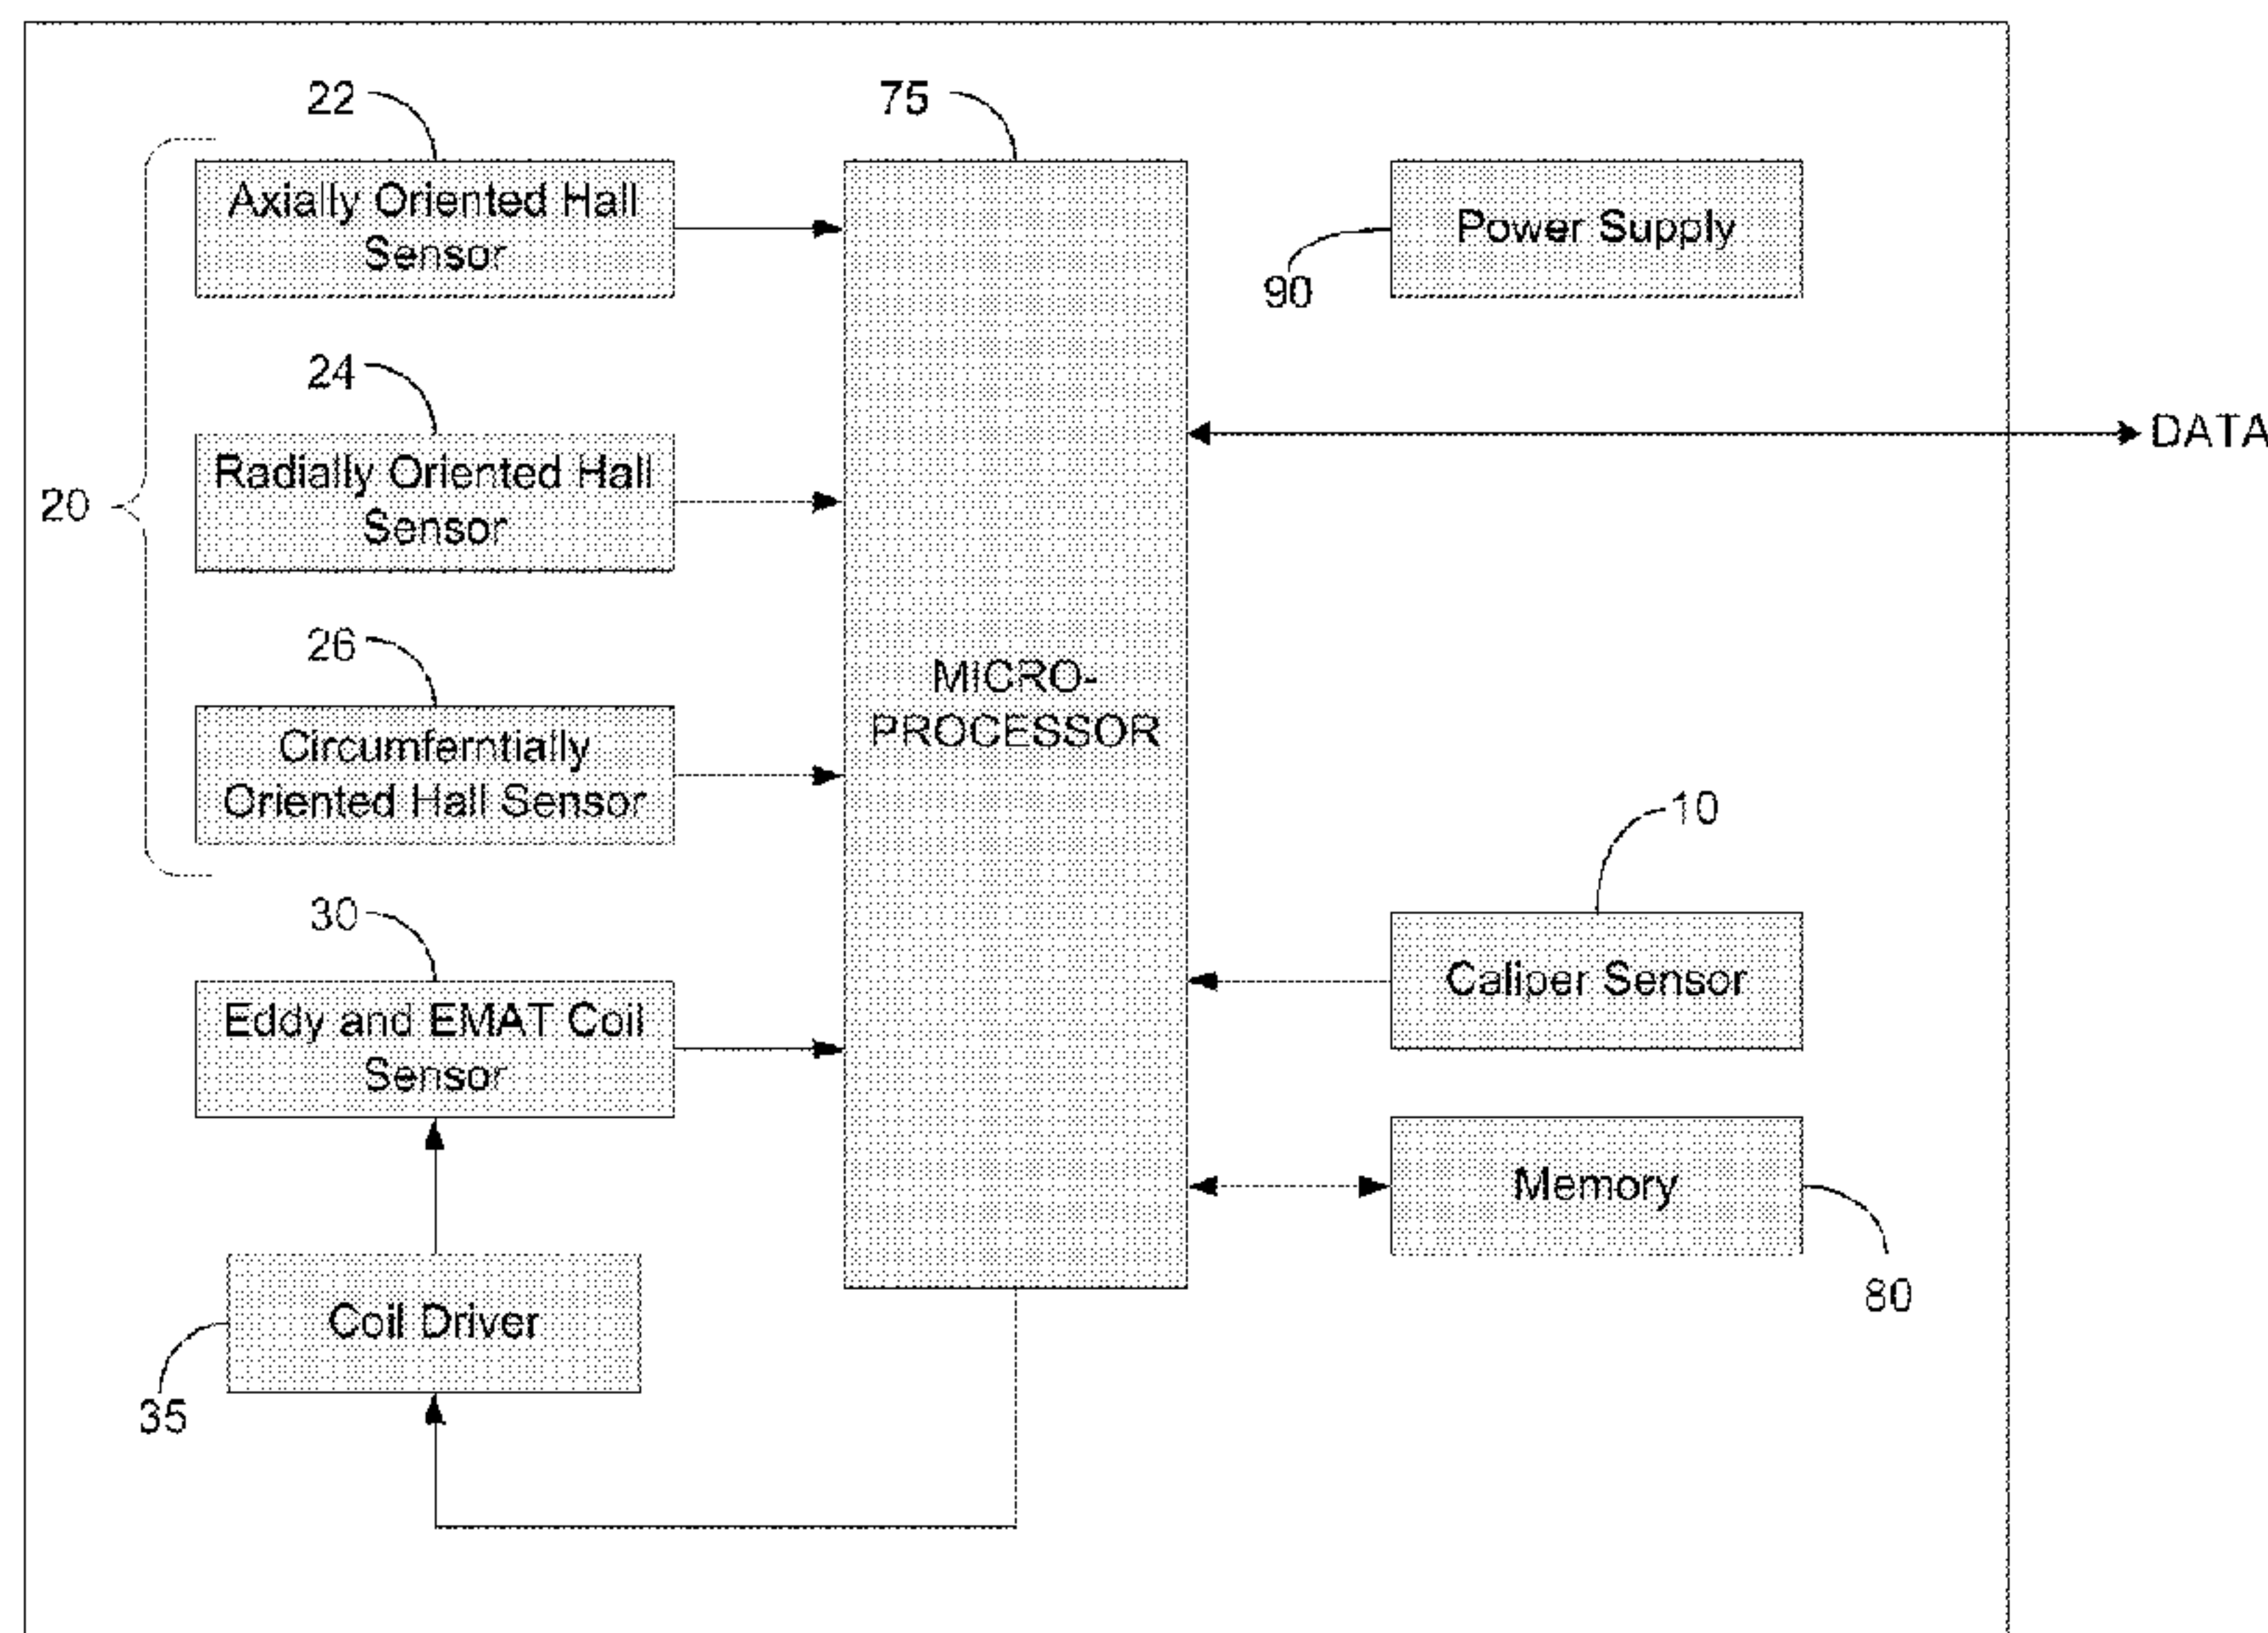 22
Axially Oriented Hall
Sensor
24
Radially Oriented Hall
Sensor
20
26
Circumferntially
Oriented Hall Sensor
30
Eddy and EMAT Coil
Sensor
Coil Driver
35
75
MICRO-
PROCESSOR
Power Supply
90
DATA
10
Caliper Sensor
Memory
80